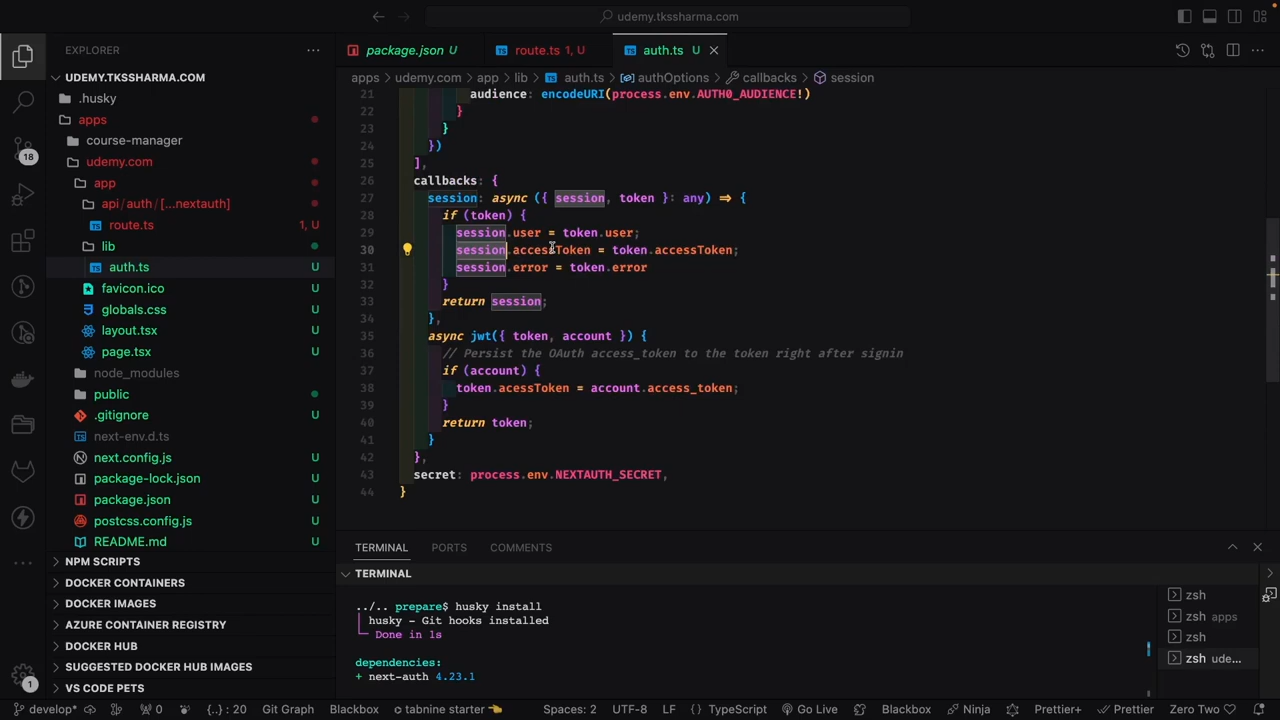 udemy.tkssharma.com
EXPLORER
package.json U
route.ts 1, U
auth.ts U
UDEMY.TKSSHARMA.COM
apps > udemy.com > app > lib > auth.ts > authOptions > callbacks > session
.husky
apps
course-manager
udemy.com
app
api/auth/[...nextauth]
route.ts 1, U
lib
auth.ts U
favicon.ico U
globals.css U
layout.tsx U
page.tsx U
node_modules
public
.gitignore U
next-env.d.ts
next.config.js U
package-lock.json U
package.json U
postcss.config.js U
README.md U
NPM SCRIPTS
DOCKER CONTAINERS
DOCKER IMAGES
AZURE CONTAINER REGISTRY
DOCKER HUB
SUGGESTED DOCKER HUB IMAGES
VS CODE PETS
18
1
21 audience: encodeURI(process.env.AUTH0_AUDIENCE!)
22 }
23 }
24 })
25 ],
26 callbacks: {
27 session: async ({ session, token }: any) => {
28 if (token) {
29 session.user = token.user;
30 session.accessToken = token.accessToken;
31 session.error = token.error
32 }
33 return session;
34 },
35 async jwt({ token, account }) {
36 // Persist the OAuth access_token to the token right after signin
37 if (account) {
38 token.acessToken = account.access_token;
39 }
40 return token;
41 }
42 },
43 secret: process.env.NEXTAUTH_SECRET,
44 }
TERMINAL PORTS COMMENTS
TERMINAL
../.. prepare$ husky install
husky - Git hooks installed
Done in 1s
dependencies:
+ next-auth 4.23.1
zsh
zsh apps
zsh
zsh ude...
develop* 0 {..} : 20 Git Graph Blackbox tabnine starter Spaces: 2 UTF-8 LF {} TypeScript Go Live Blackbox Ninja Prettier+ Prettier Zero Two